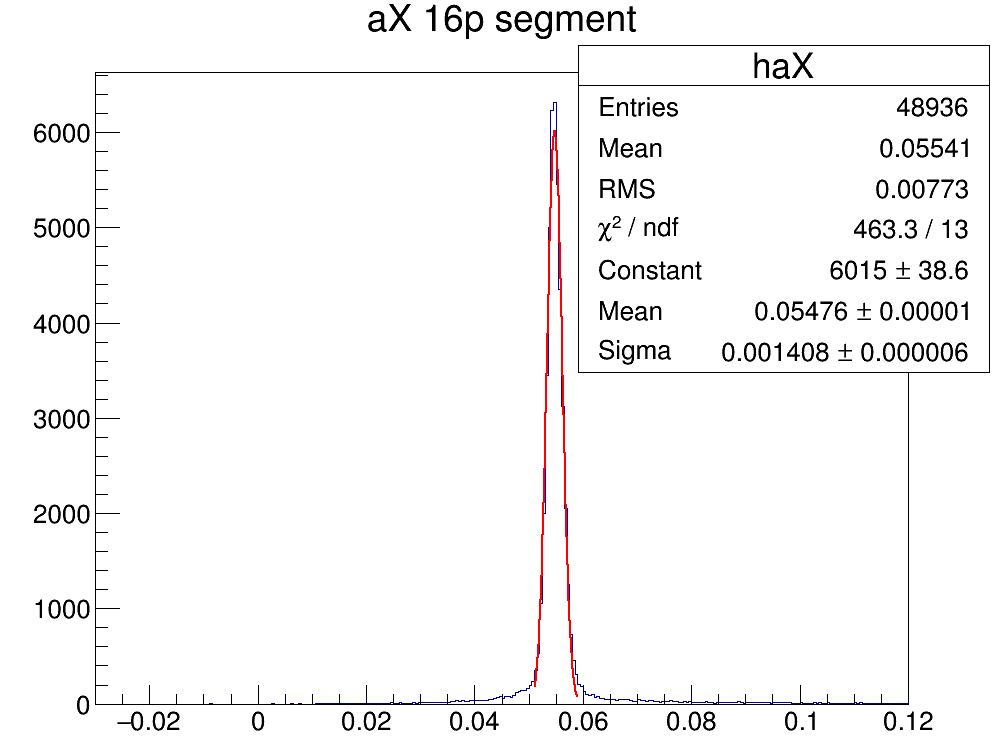 aX 16p segment
haX
Entries 48936
Mean 0.05541
RMS 0.00773
χ² / ndf 463.3 / 13
Constant 6015 ± 38.6
Mean 0.05476 ± 0.00001
Sigma 0.001408 ± 0.000006
6000
5000
4000
3000
2000
1000
0
−0.02 0 0.02 0.04 0.06 0.08 0.1 0.12